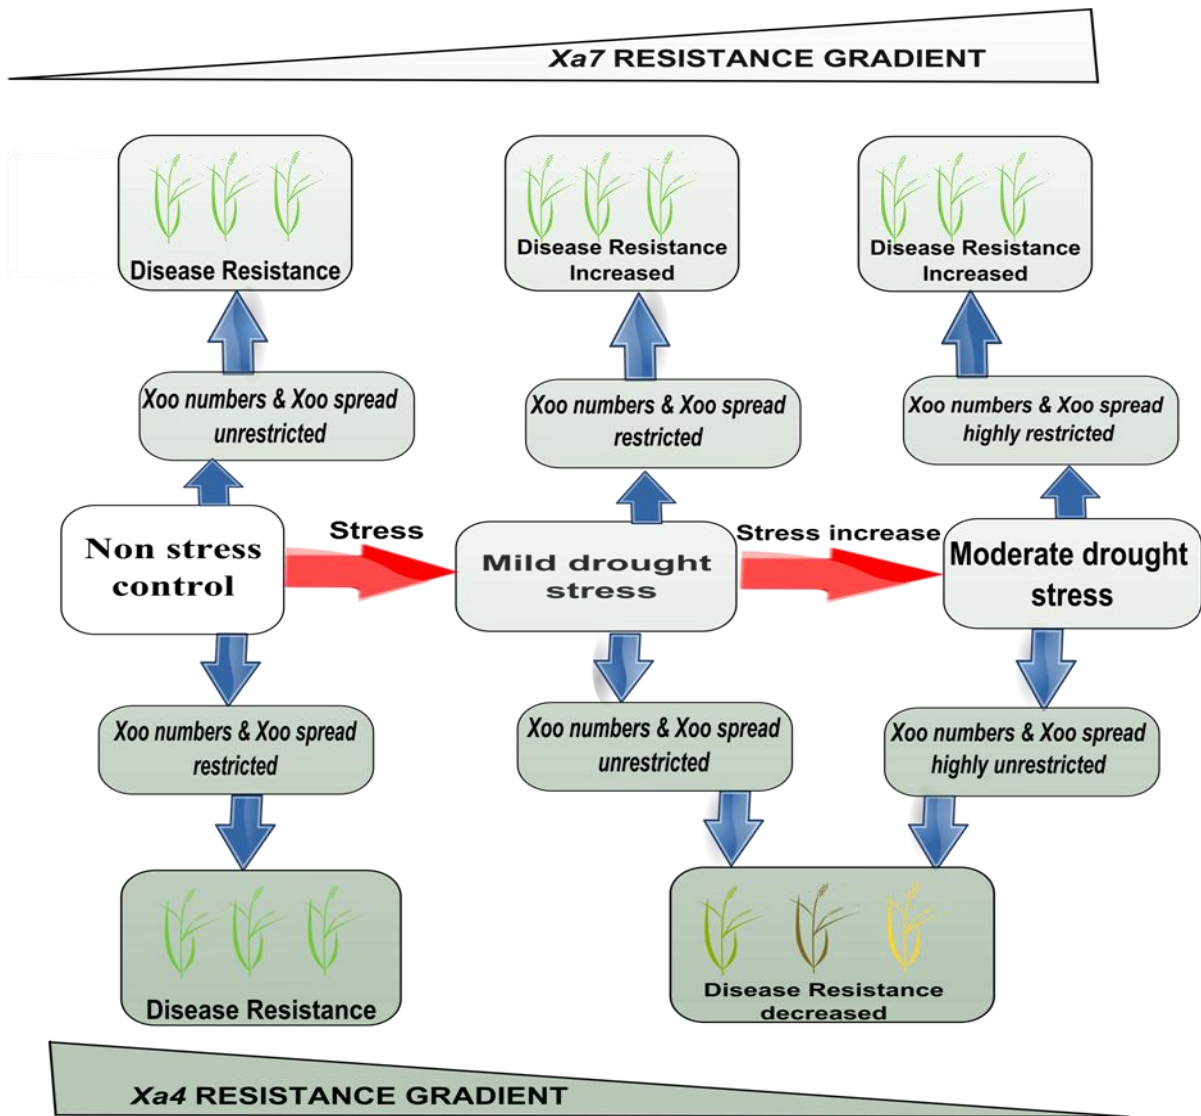 Xa7 RESISTANCE GRADIENT
Disease Resistance
Disease Resistance
Increased
Disease Resistance
Increased
Xoo numbers & Xoo spread
unrestricted
Xoo numbers & Xoo spread
restricted
Xoo numbers & Xoo spread
highly restricted
Non stress
control
Stress
Mild drought
stress
Stress increase
Moderate drought
stress
Xoo numbers & Xoo spread
restricted
Xoo numbers & Xoo spread
unrestricted
Xoo numbers & Xoo spread
highly unrestricted
Disease Resistance
Disease Resistance
decreased
Xa4 RESISTANCE GRADIENT